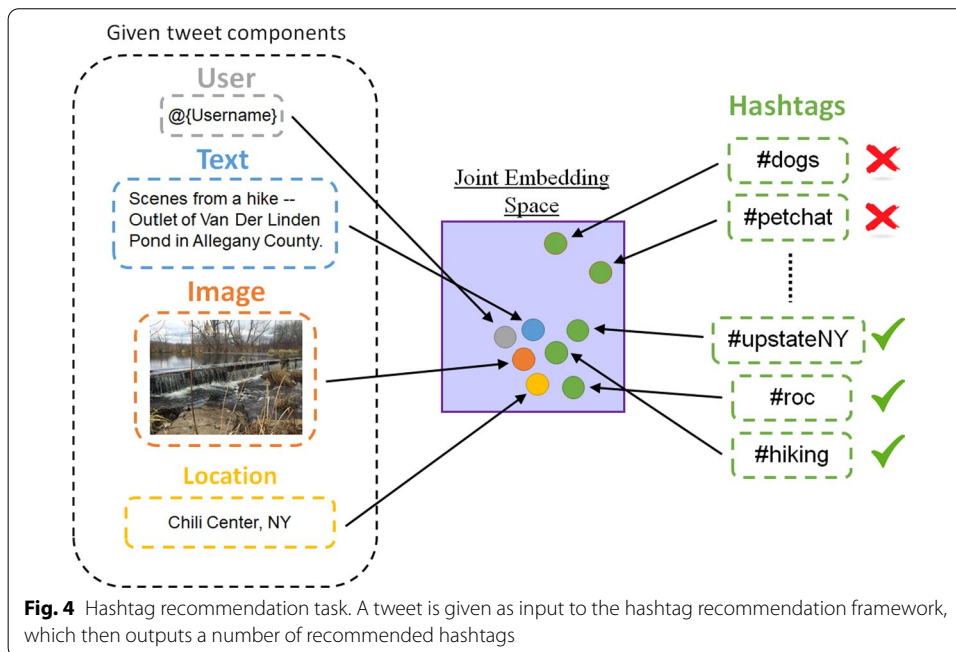 Given tweet components
User
@{Username}
Text
Scenes from a hike --
Outlet of Van Der Linden
Pond in Allegany County.
Image
Location
Chili Center, NY
Joint Embedding
Space
Hashtags
#dogs
#petchat
#upstateNY
#roc
#hiking
Fig. 4 Hashtag recommendation task. A tweet is given as input to the hashtag recommendation framework,
which then outputs a number of recommended hashtags